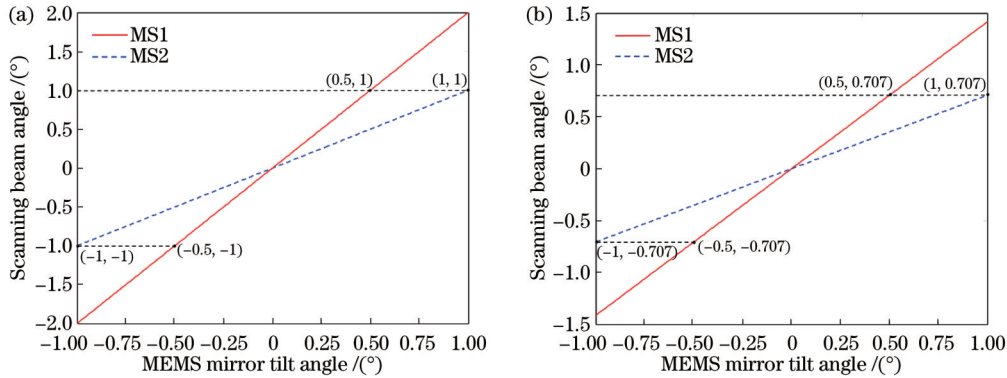 (a)
Scanning beam angle /(°)
2.0
1.5
1.0
0.5
0
−0.5
−1.0
−1.5
−2.0
MS1
MS2
(0.5, 1)
(1, 1)
(−1, −1)
(−0.5, −1)
−1.00 −0.75 −0.50 −0.25 0 0.25 0.50 0.75 1.00
MEMS mirror tilt angle /(°)
(b)
Scanning beam angle /(°)
1.5
1.0
0.5
0
−0.5
−1.0
−1.5
MS1
MS2
(0.5, 0.707)
(1, 0.707)
(−1, −0.707)
(−0.5, −0.707)
−1.00 −0.75 −0.50 −0.25 0 0.25 0.50 0.75 1.00
MEMS mirror tilt angle /(°)